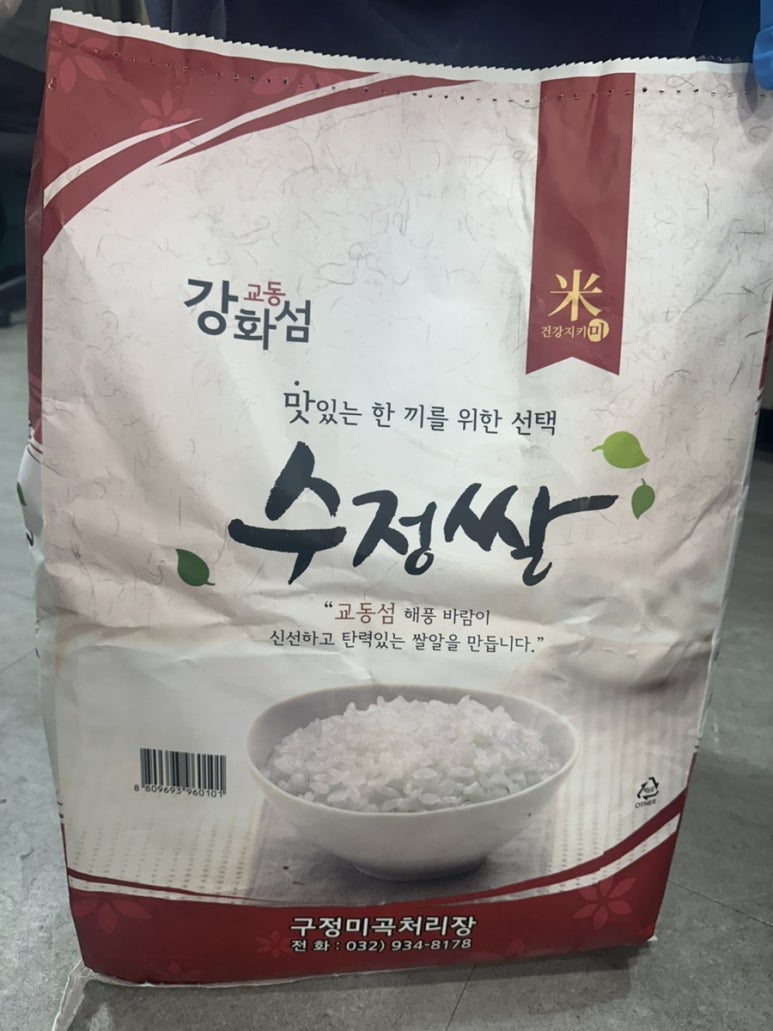 교동
강화섬
米
건강지키미
맛있는 한 끼를 위한 선택
수정쌀
“교동섬 해풍 바람이
신선하고 탄력있는 쌀알을 만듭니다.”
8 809693 960101
OTHER
구정미곡처리장
전 화 : 032) 934-8178